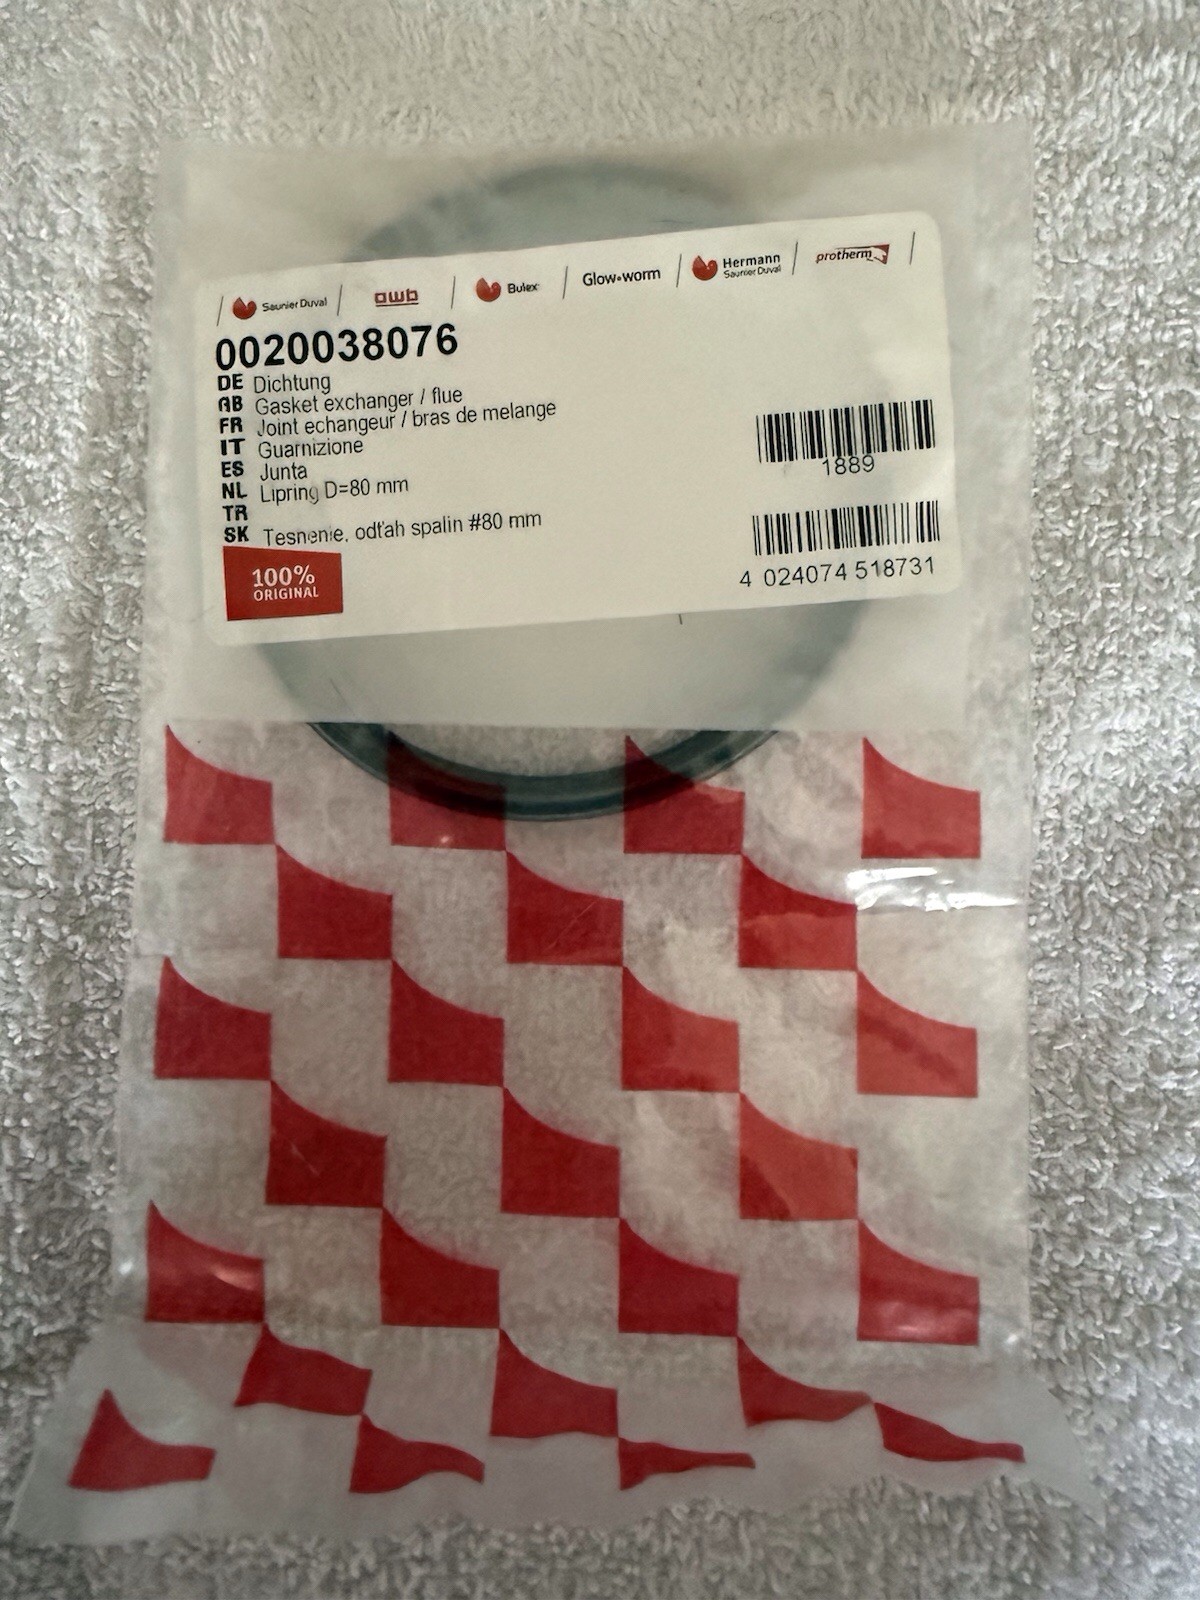 Saunier Duval awb Bulex Glow-worm Hermann Saunier Duval protherm
0020038076
DE Dichtung
GB Gasket exchanger / flue
FR Joint echangeur / bras de melange
IT Guarnizione
ES Junta
NL Lipring D=80 mm
TR
SK Tesnenie, odťah spalin #80 mm
100%
ORIGINAL
1889
4 024074 518731